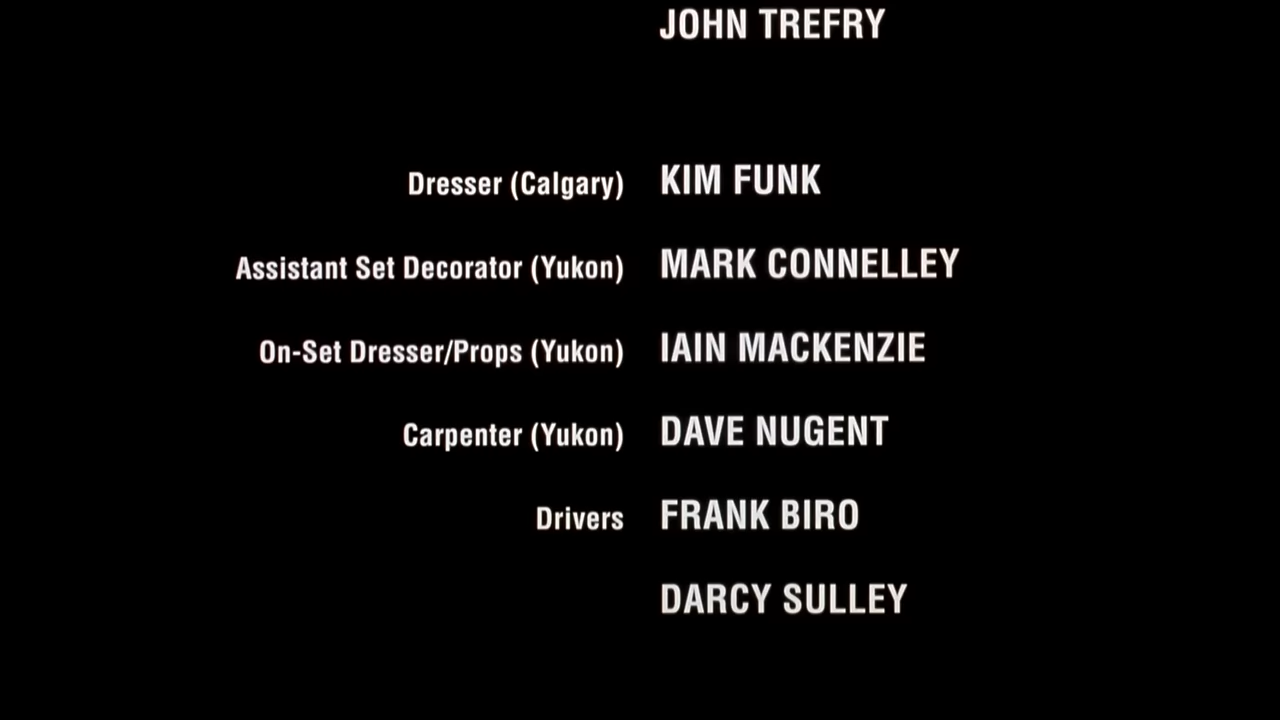 JOHN TREFRY
Dresser (Calgary) KIM FUNK
Assistant Set Decorator (Yukon) MARK CONNELLEY
On-Set Dresser/Props (Yukon) IAIN MACKENZIE
Carpenter (Yukon) DAVE NUGENT
Drivers FRANK BIRO
DARCY SULLEY